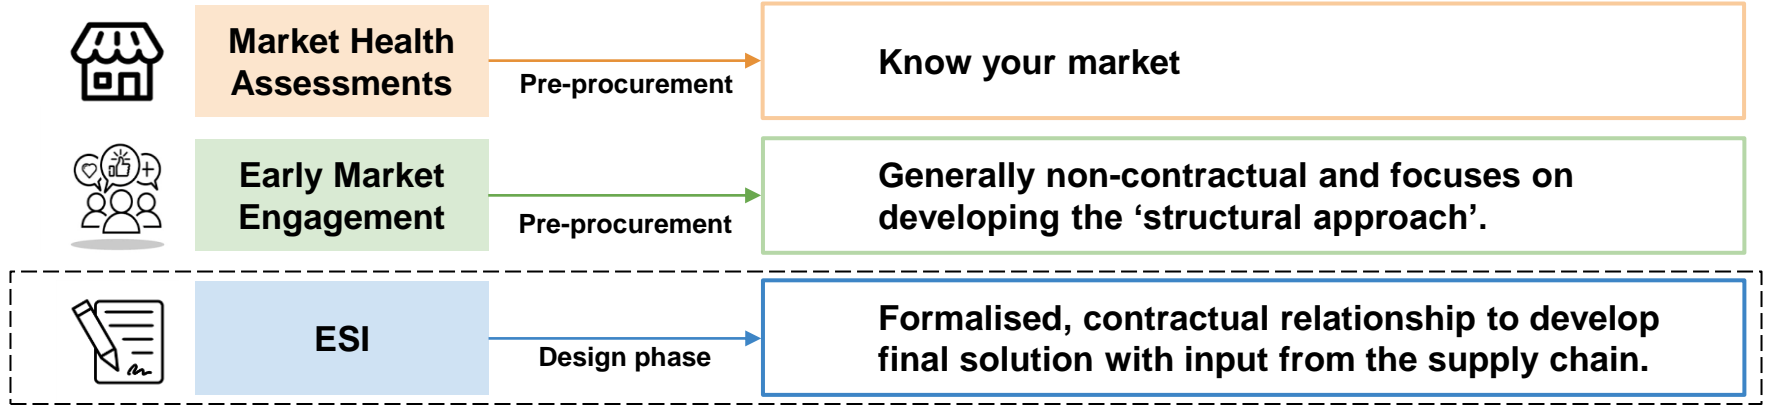 Market Health
Assessments
Pre-procurement
Know your market
Early Market
Engagement
Pre-procurement
Generally non-contractual and focuses on
developing the ‘structural approach’.
ESI
Design phase
Formalised, contractual relationship to develop
final solution with input from the supply chain.